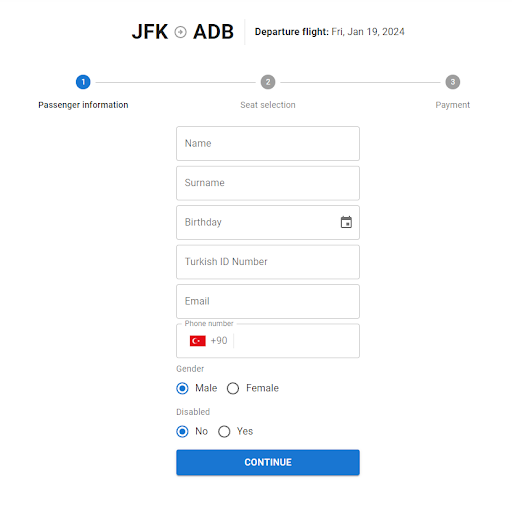 JFK ADB Departure flight: Fri, Jan 19, 2024
1 2 3
Passenger information Seat selection Payment
Name
Surname
Birthday
Turkish ID Number
Email
Phone number
+90
Gender
Male Female
Disabled
No Yes
CONTINUE